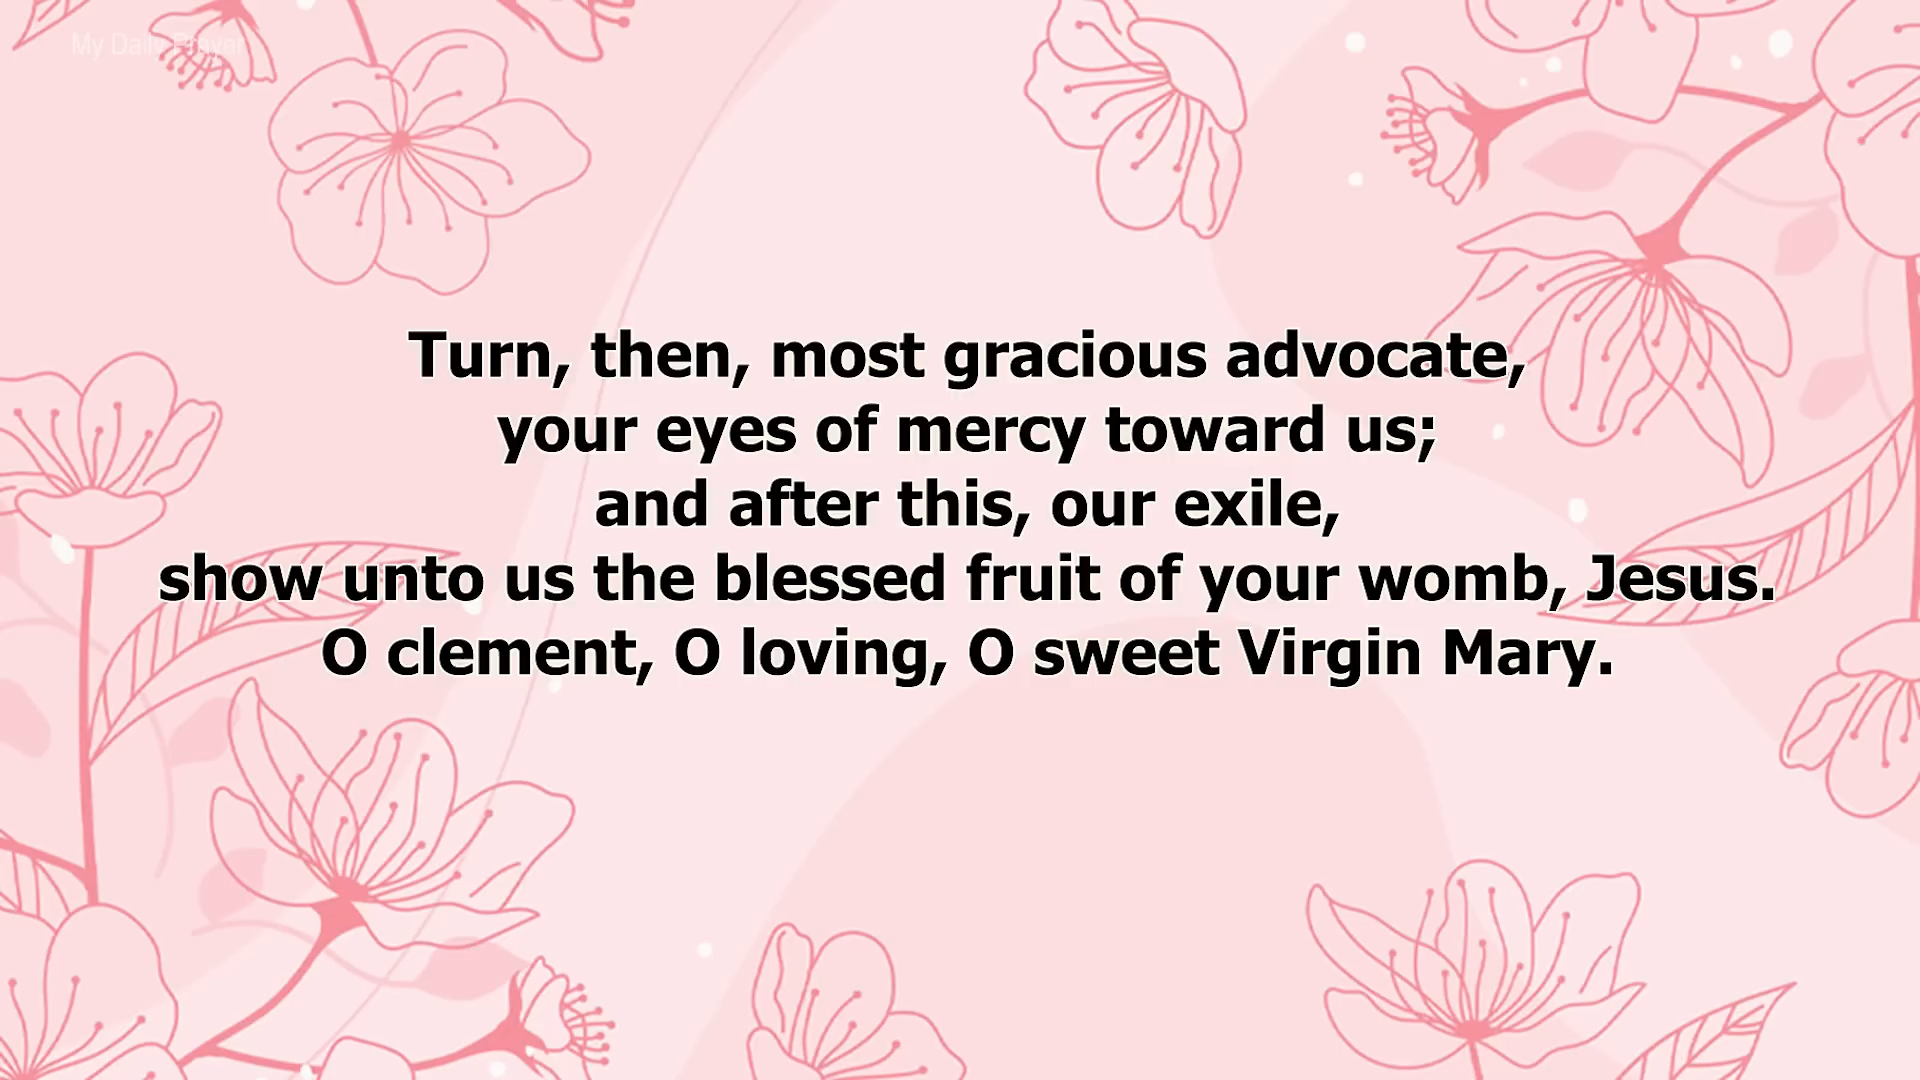 My Daily Prayer
Turn, then, most gracious advocate,
your eyes of mercy toward us;
and after this, our exile,
show unto us the blessed fruit of your womb, Jesus.
O clement, O loving, O sweet Virgin Mary.